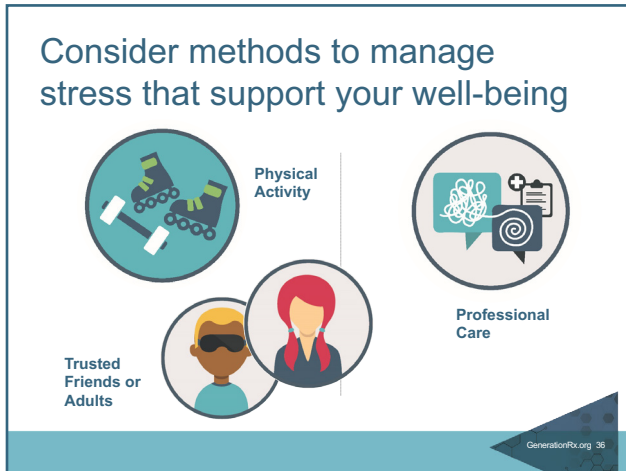 Consider methods to manage
stress that support your well-being
Physical
Activity
Trusted
Friends or
Adults
Professional
Care
GenerationRx.org 36